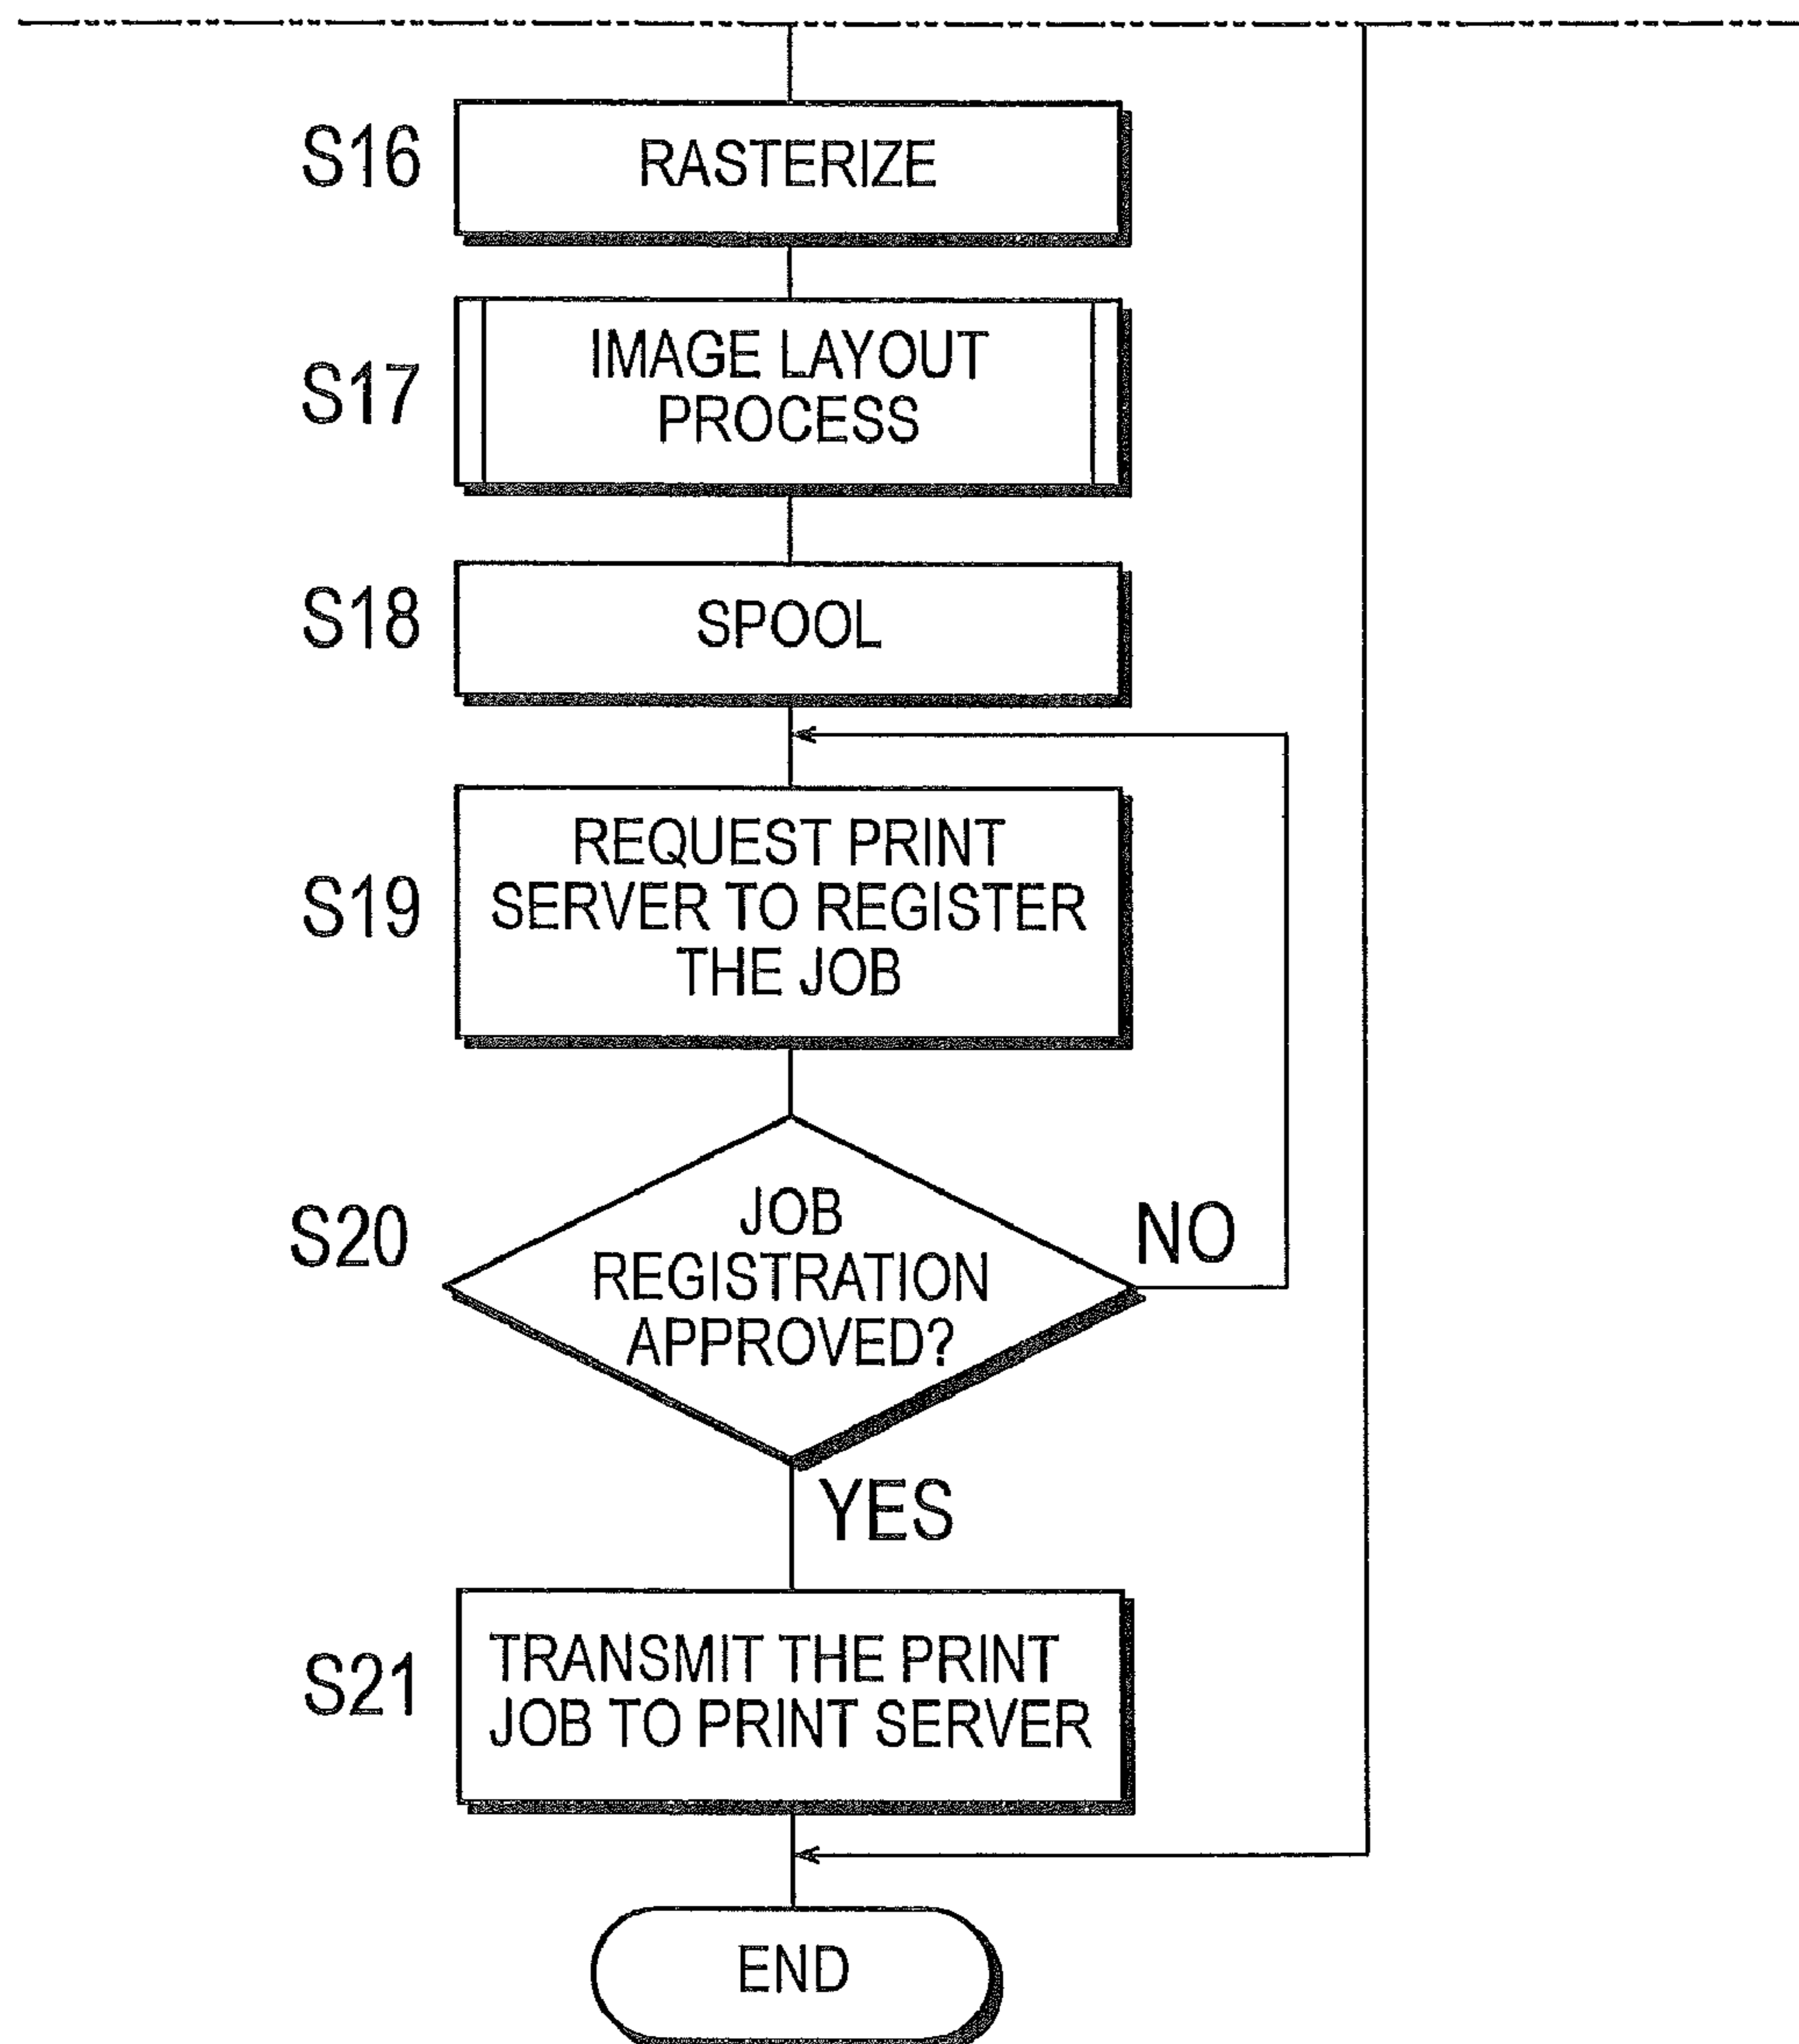 S16
RASTERIZE
S17
IMAGE LAYOUT
PROCESS
S18
SPOOL
S19
REQUEST PRINT
SERVER TO REGISTER
THE JOB
S20
JOB
REGISTRATION
APPROVED?
NO
YES
S21
TRANSMIT THE PRINT
JOB TO PRINT SERVER
END